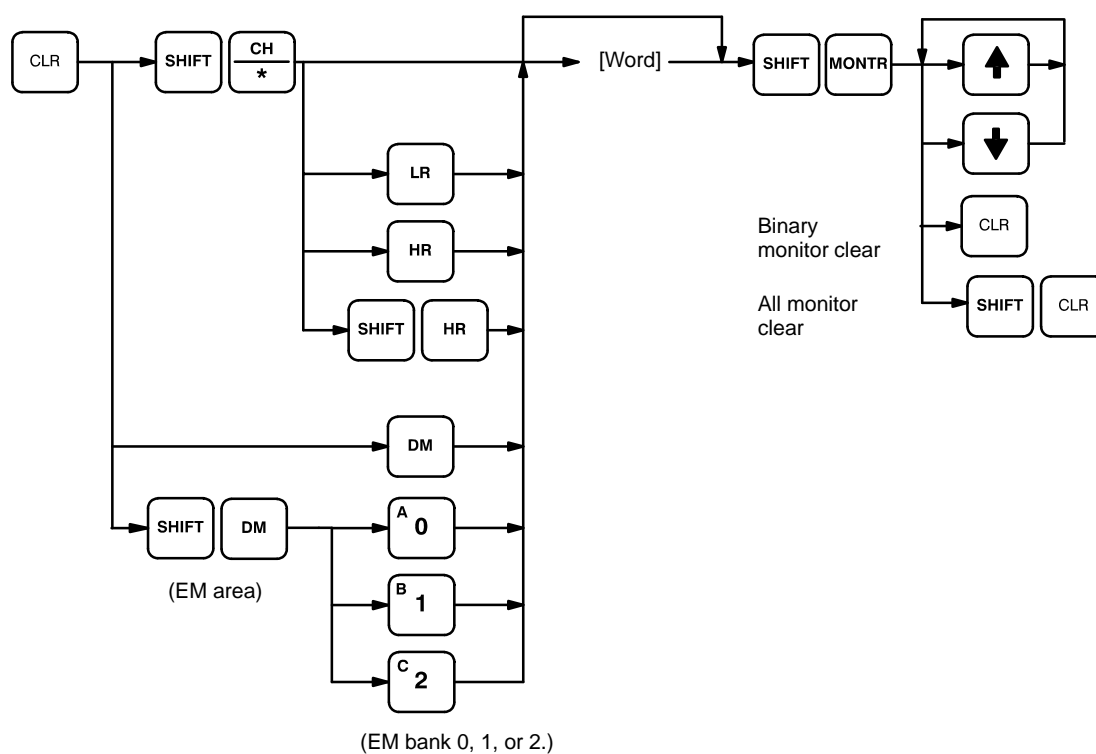 CLR SHIFT CH * [Word] SHIFT MONTR
LR
HR
Binary
monitor clear
CLR
SHIFT HR
All monitor
clear
SHIFT CLR
DM
SHIFT DM
A 0
(EM area)
B 1
C 2
(EM bank 0, 1, or 2.)